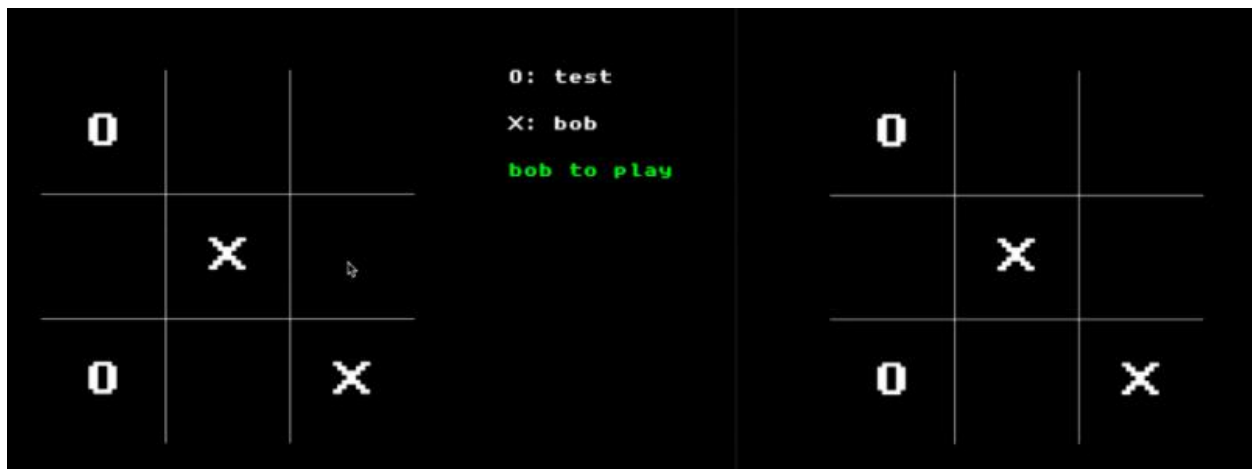 O
X
O X
O: test
X: bob
bob to play
O
X
O X